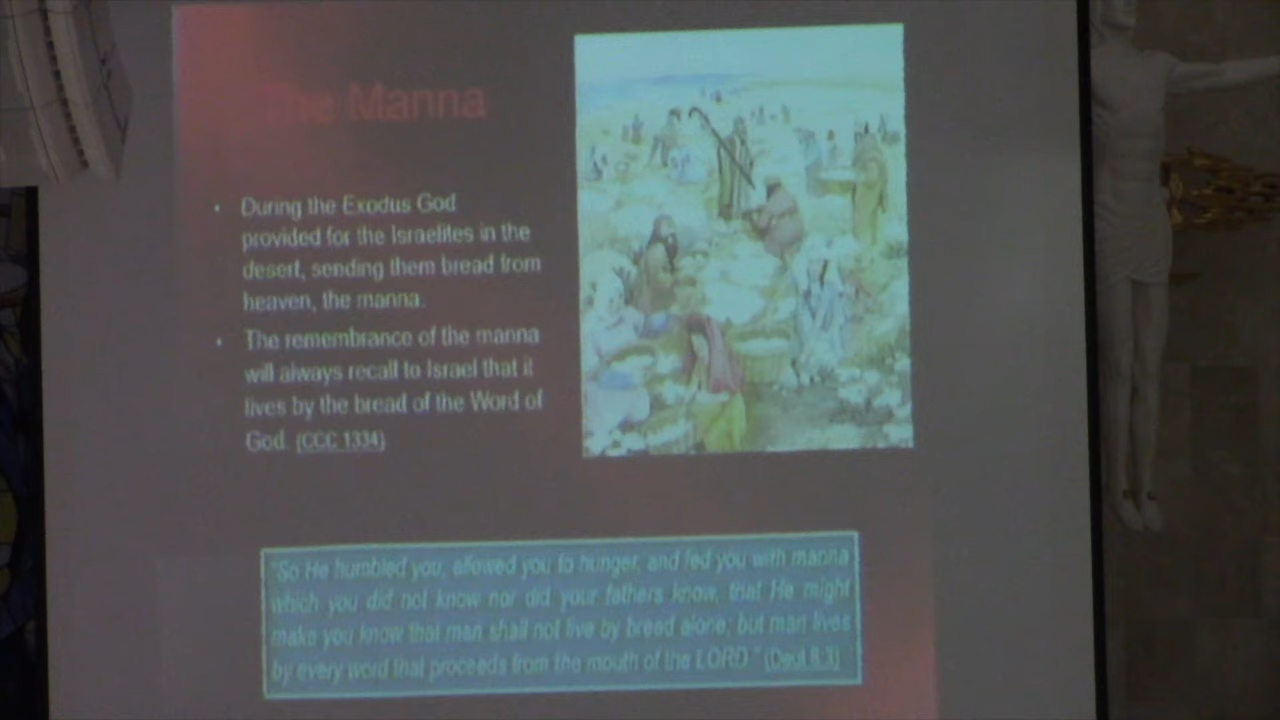 The Manna
• During the Exodus God
provided for the Israelites in the
desert, sending them bread from
heaven, the manna.
• The remembrance of the manna
will always recall to Israel that it
lives by the bread of the Word of
God. (CCC 1334)
"So He humbled you, allowed you to hunger, and fed you with manna
which you did not know nor did your fathers know, that He might
make you know that man shall not live by bread alone; but man lives
by every word that proceeds from the mouth of the LORD." (Deut 8:3)